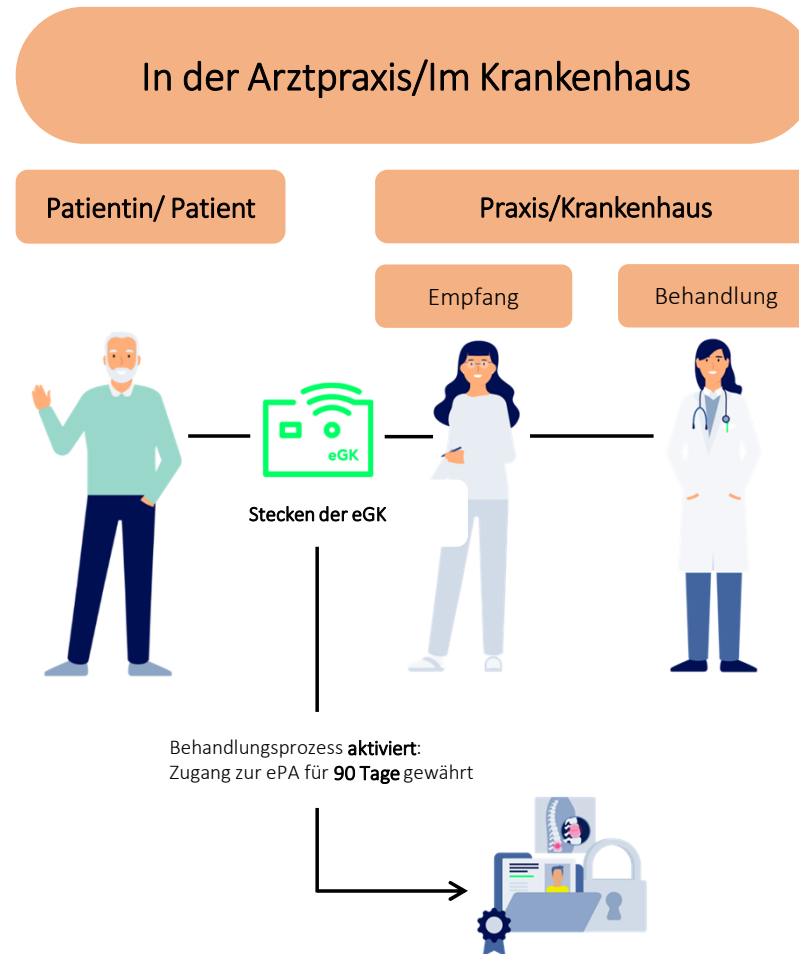 In der Arztpraxis/Im Krankenhaus
Patientin/ Patient
Praxis/Krankenhaus
Empfang
Behandlung
eGK
Stecken der eGK
Behandlungsprozess aktiviert:
Zugang zur ePA für 90 Tage gewährt